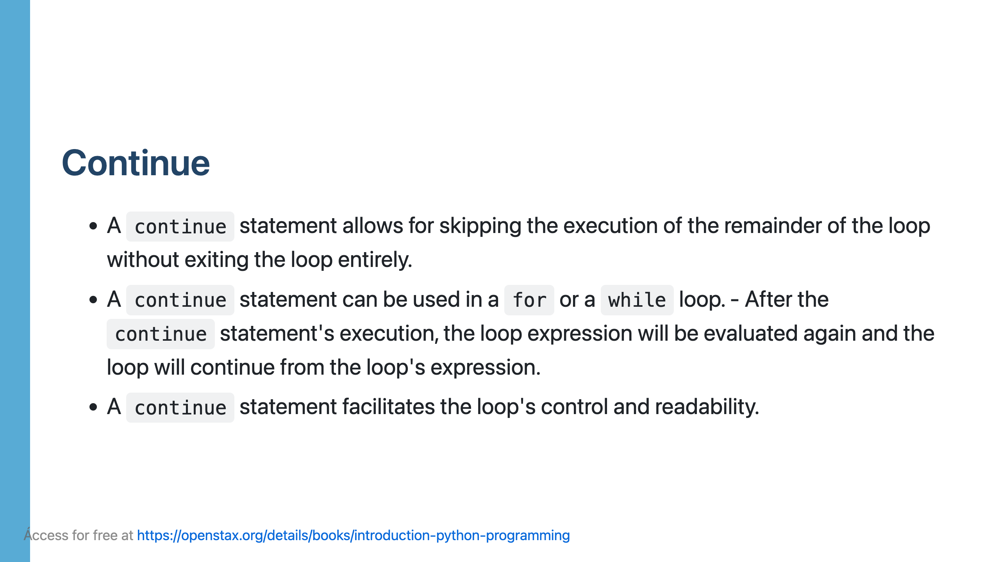 Continue
• A continue statement allows for skipping the execution of the remainder of the loop
without exiting the loop entirely.
• A continue statement can be used in a for or a while loop. - After the
continue statement's execution, the loop expression will be evaluated again and the
loop will continue from the loop's expression.
• A continue statement facilitates the loop's control and readability.
Áccess for free at https://openstax.org/details/books/introduction-python-programming